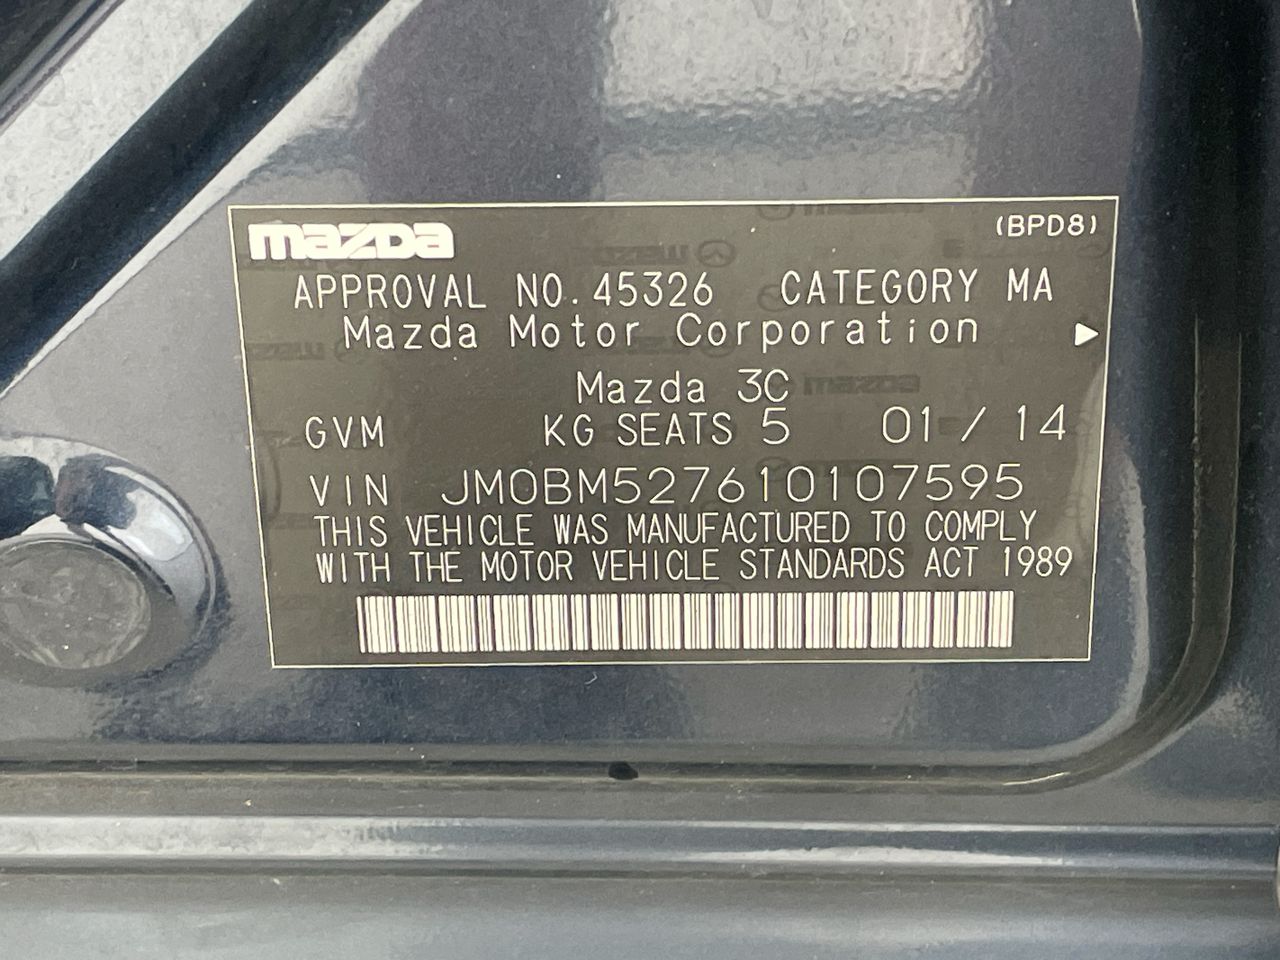 mazda (BPD8)
APPROVAL NO. 45326 CATEGORY MA
Mazda Motor Corporation ▶
Mazda 3C
GVM KG SEATS 5 01 / 14
VIN JM0BM527610107595
THIS VEHICLE WAS MANUFACTURED TO COMPLY
WITH THE MOTOR VEHICLE STANDARDS ACT 1989